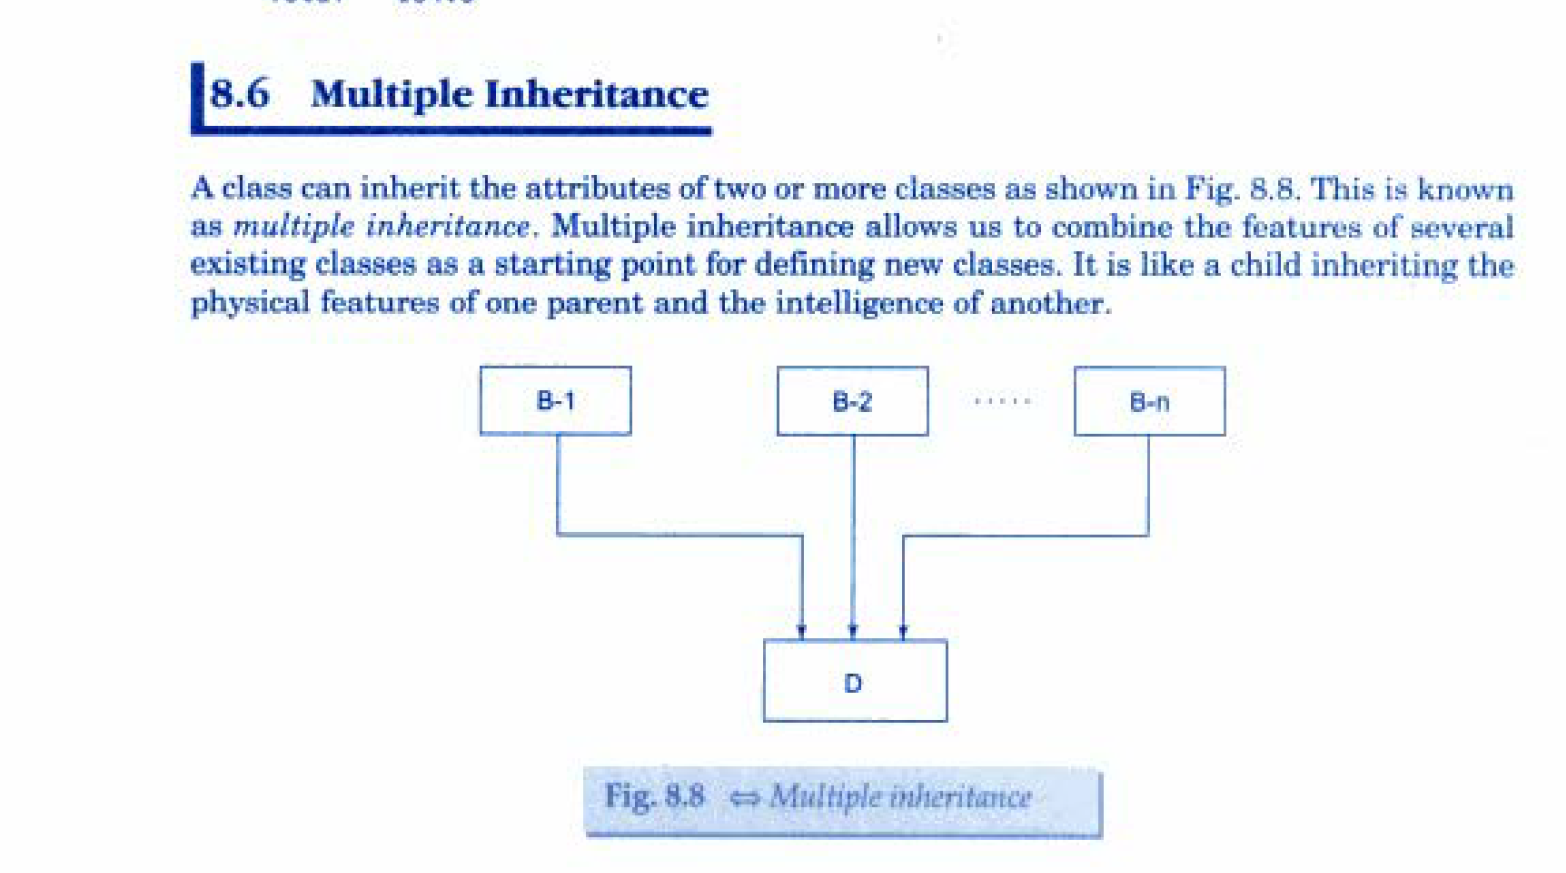 8.6 Multiple Inheritance
A class can inherit the attributes of two or more classes as shown in Fig. 8.8. This is known
as multiple inheritance. Multiple inheritance allows us to combine the features of several
existing classes as a starting point for defining new classes. It is like a child inheriting the
physical features of one parent and the intelligence of another.
B-1 B-2 ..... B-n
D
Fig. 8.8 ⇔ Multiple inheritance